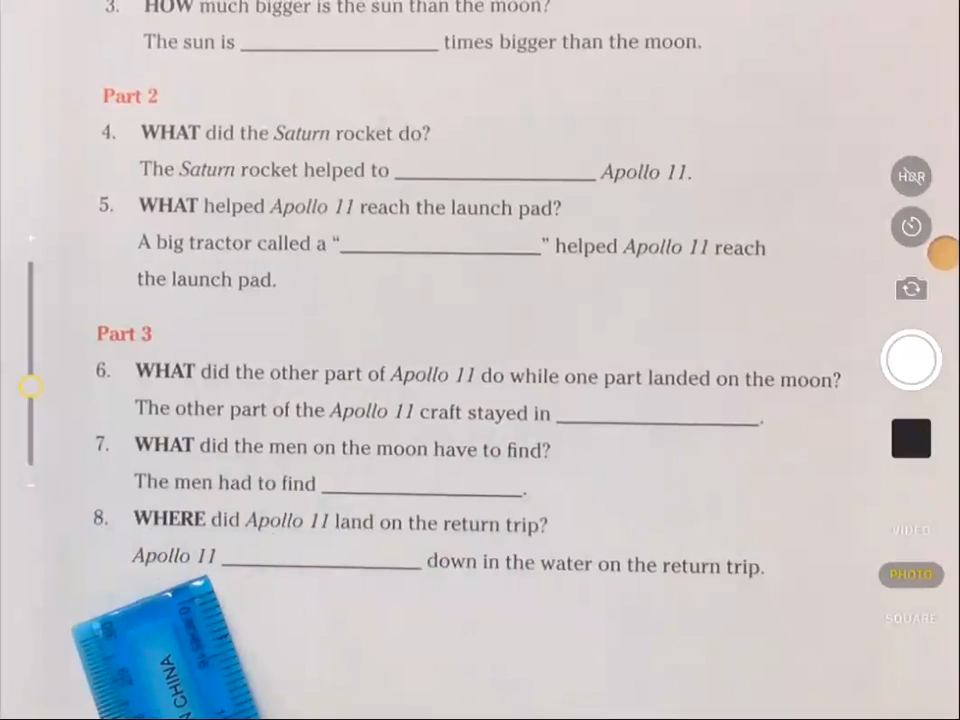 3. HOW much bigger is the sun than the moon?
The sun is ____________________ times bigger than the moon.
Part 2
4. WHAT did the Saturn rocket do?
The Saturn rocket helped to ____________________ Apollo 11.
5. WHAT helped Apollo 11 reach the launch pad?
A big tractor called a “____________________” helped Apollo 11 reach
the launch pad.
Part 3
6. WHAT did the other part of Apollo 11 do while one part landed on the moon?
The other part of the Apollo 11 craft stayed in ____________________.
7. WHAT did the men on the moon have to find?
The men had to find ____________________.
8. WHERE did Apollo 11 land on the return trip?
Apollo 11 ____________________ down in the water on the return trip.
CHINA
HDR
VIDEO
PHOTO
SQUARE